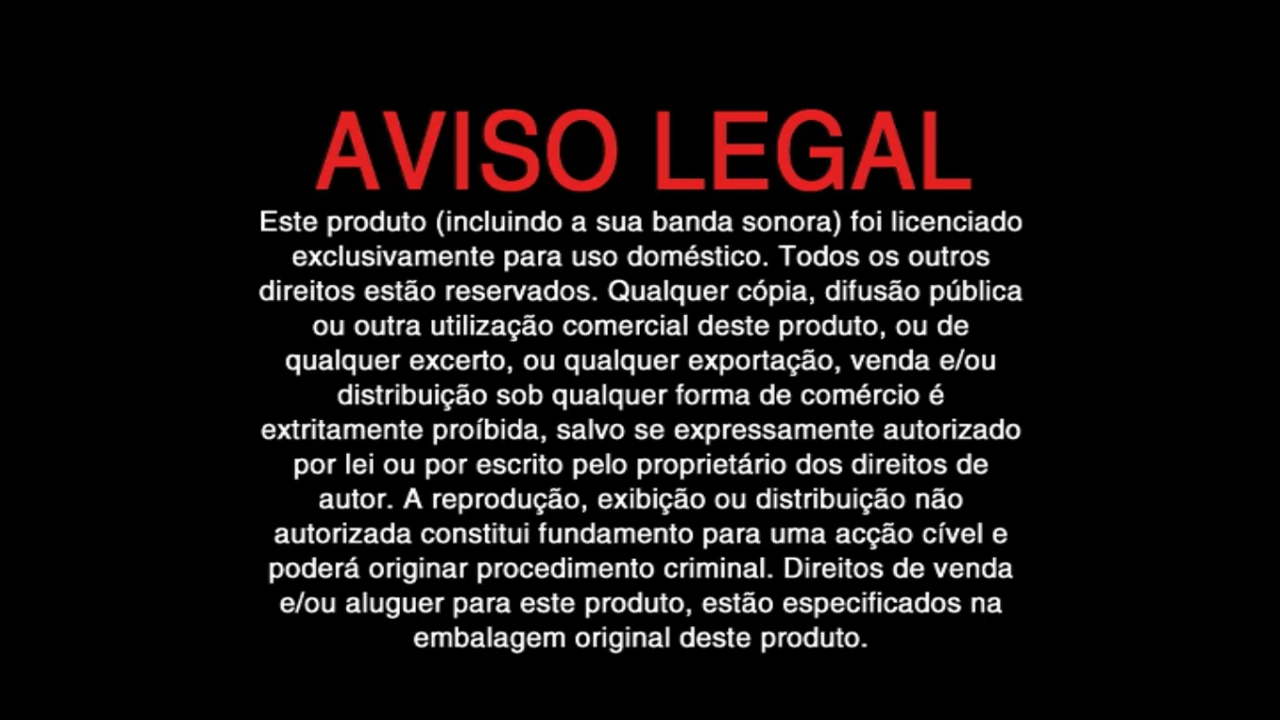 AVISO LEGAL
Este produto (incluindo a sua banda sonora) foi licenciado
exclusivamente para uso doméstico. Todos os outros
direitos estão reservados. Qualquer cópia, difusão pública
ou outra utilização comercial deste produto, ou de
qualquer excerto, ou qualquer exportação, venda e/ou
distribuição sob qualquer forma de comércio é
extritamente proíbida, salvo se expressamente autorizado
por lei ou por escrito pelo proprietário dos direitos de
autor. A reprodução, exibição ou distribuição não
autorizada constitui fundamento para uma acção cível e
poderá originar procedimento criminal. Direitos de venda
e/ou aluguer para este produto, estão especificados na
embalagem original deste produto.